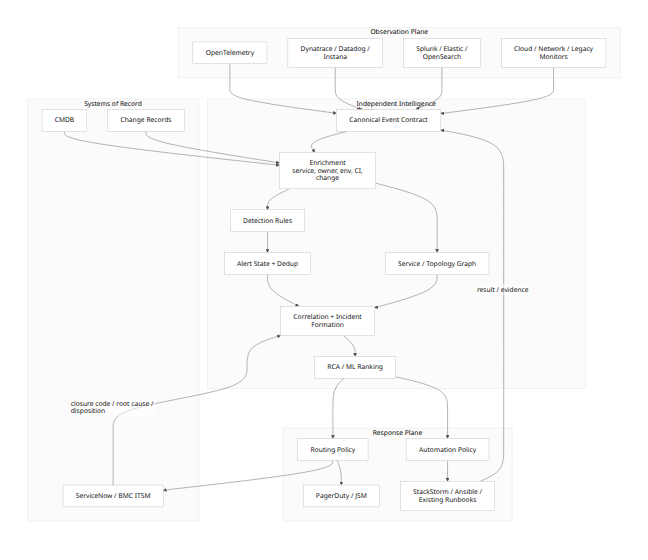 Observation Plane
OpenTelemetry
Dynatrace / Datadog /
Instana
Splunk / Elastic /
OpenSearch
Cloud / Network / Legacy
Monitors
Systems of Record
CMDB
Change Records
Independent Intelligence
Canonical Event Contract
Enrichment
service, owner, env, CI,
change
Detection Rules
Alert State + Dedup
Service / Topology Graph
result / evidence
Correlation + Incident
Formation
RCA / ML Ranking
closure code / root cause /
disposition
Response Plane
Routing Policy
Automation Policy
ServiceNow / BMC ITSM
PagerDuty / JSM
StackStorm / Ansible /
Existing Runbooks